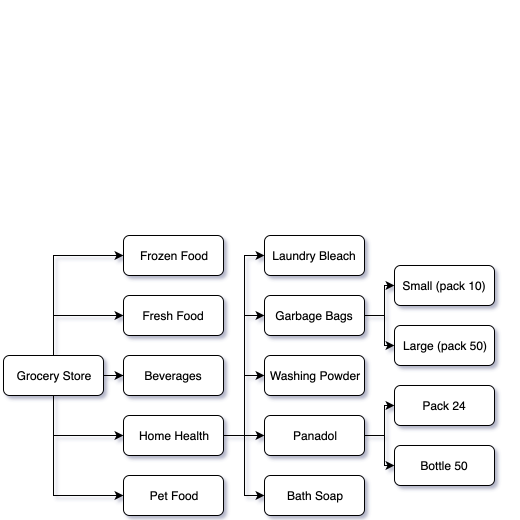 Frozen Food
Laundry Bleach
Small (pack 10)
Fresh Food
Garbage Bags
Large (pack 50)
Grocery Store
Beverages
Washing Powder
Pack 24
Home Health
Panadol
Bottle 50
Pet Food
Bath Soap